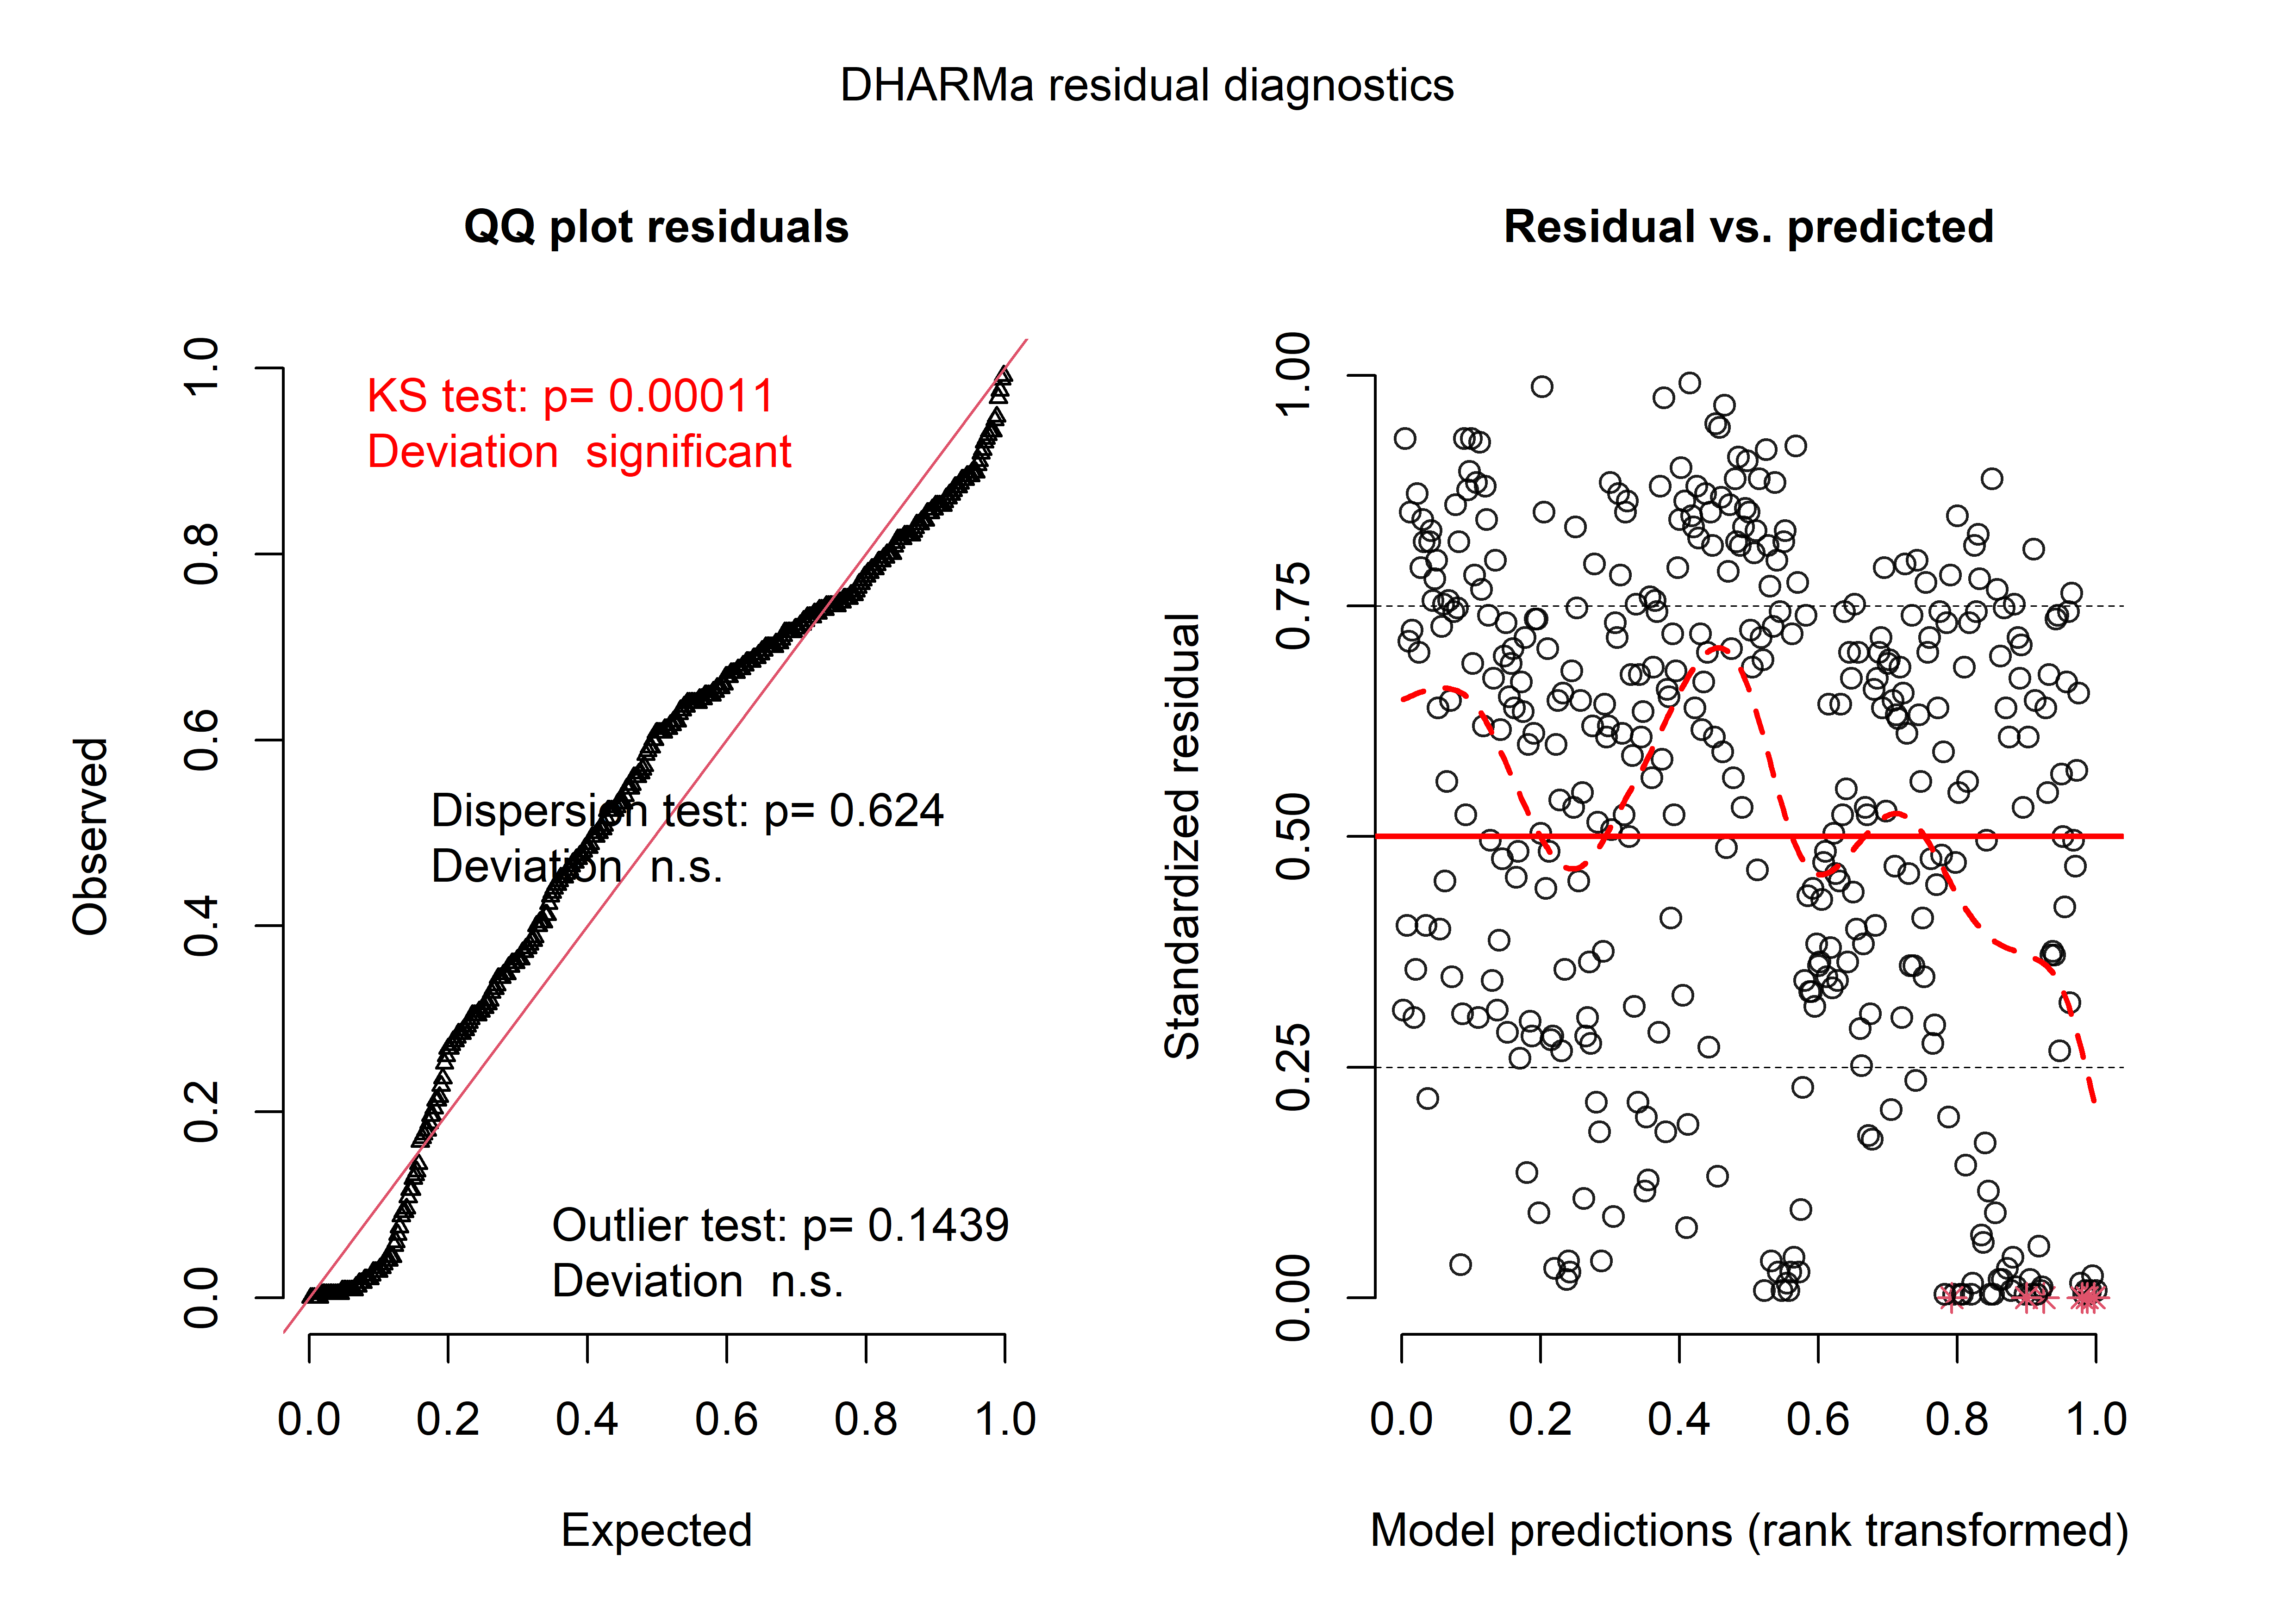 DHARMa residual diagnostics
QQ plot residuals
KS test: p= 0.00011
Deviation  significant
Dispersion test: p= 0.624
Deviation  n.s.
Outlier test: p= 0.1439
Deviation  n.s.
Observed
0.0
0.2
0.4
0.6
0.8
1.0
0.0 0.2 0.4 0.6 0.8 1.0
Expected
Residual vs. predicted
Standardized residual
0.00
0.25
0.50
0.75
1.00
0.0 0.2 0.4 0.6 0.8 1.0
Model predictions (rank transformed)